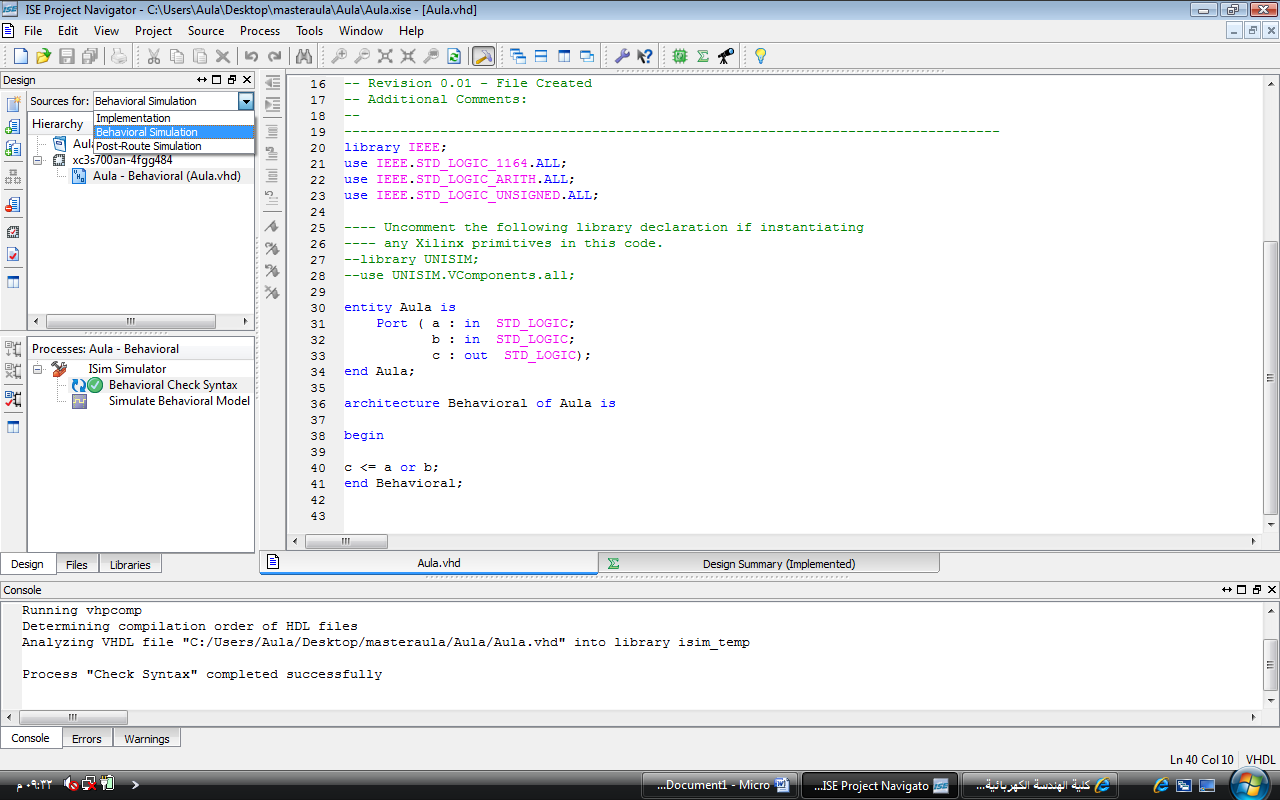 ISE Project Navigator - C:\Users\Aula\Desktop\masteraula\Aula\Aula.xise - [Aula.vhd]
File Edit View Project Source Process Tools Window Help
Design
Sources for: Behavioral Simulation
Implementation
Behavioral Simulation
Post-Route Simulation
Hierarchy
Aula
xc3s700an-4fgg484
Aula - Behavioral (Aula.vhd)
Processes: Aula - Behavioral
ISim Simulator
Behavioral Check Syntax
Simulate Behavioral Model
Design Files Libraries
16 -- Revision 0.01 - File Created
17 -- Additional Comments:
18 --
19 ----------------------------------------------------------------------------------
20 library IEEE;
21 use IEEE.STD_LOGIC_1164.ALL;
22 use IEEE.STD_LOGIC_ARITH.ALL;
23 use IEEE.STD_LOGIC_UNSIGNED.ALL;
24
25 ---- Uncomment the following library declaration if instantiating
26 ---- any Xilinx primitives in this code.
27 --library UNISIM;
28 --use UNISIM.VComponents.all;
29
30 entity Aula is
31     Port ( a : in  STD_LOGIC;
32            b : in  STD_LOGIC;
33            c : out  STD_LOGIC);
34 end Aula;
35
36 architecture Behavioral of Aula is
37
38 begin
39
40 c <= a or b;
41 end Behavioral;
42
43
Aula.vhd Design Summary (Implemented)
Console
Running vhpcomp
Determining compilation order of HDL files
Analyzing VHDL file "C:/Users/Aula/Desktop/masteraula/Aula/Aula.vhd" into library isim_temp
Process "Check Syntax" completed successfully
Console Errors Warnings
Ln 40 Col 10 VHDL
٠٩:٣٢ م ...Document1 - Micro ...ISE Project Navigato كلية الهندسة الكهربائية...